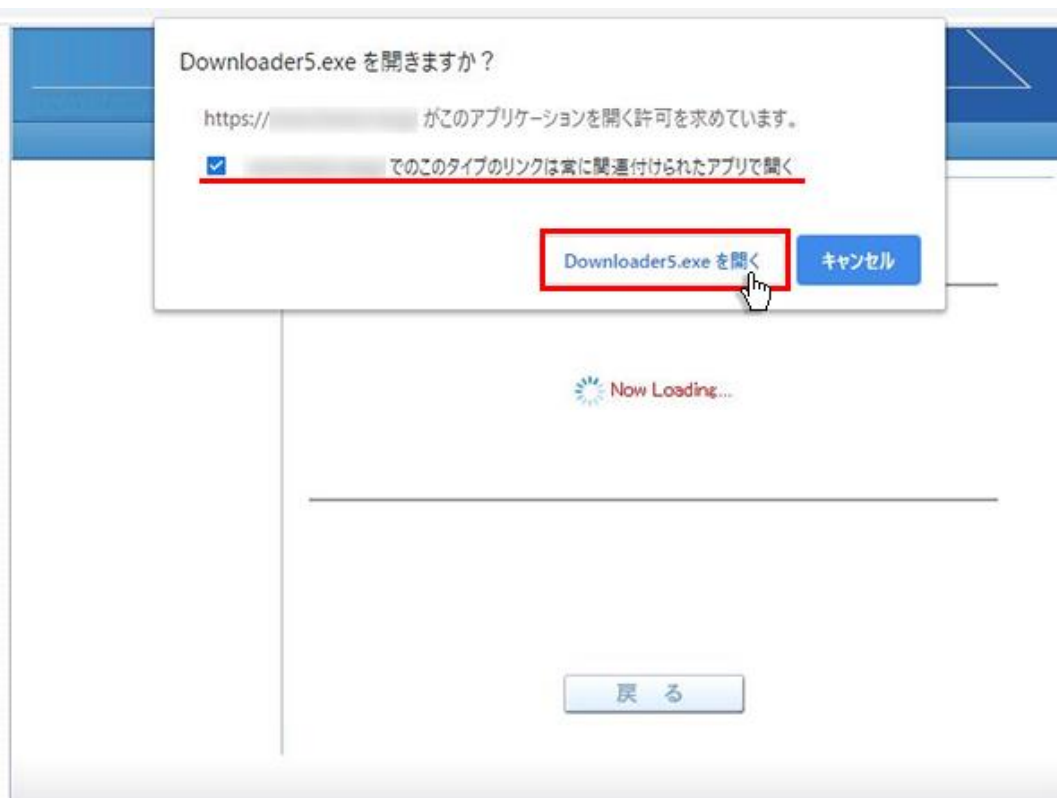 Downloader5.exe を開きますか？
https:// がこのアプリケーションを開く許可を求めています。
でのこのタイプのリンクは常に関連付けられたアプリで開く
Downloader5.exe を開く
キャンセル
Now Loading...
戻 る